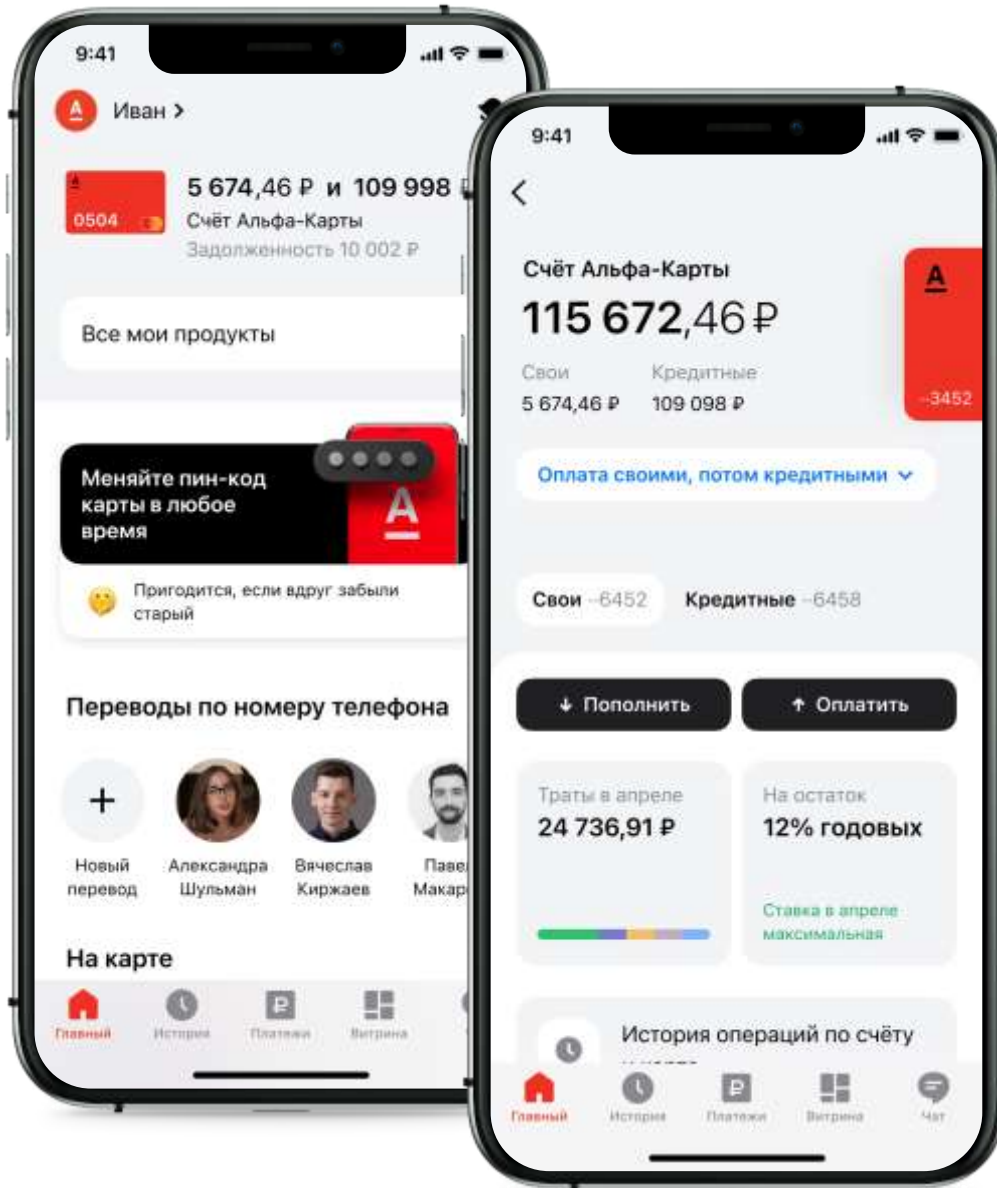 9:41
Иван >
5 674,46 ₽ и 109 998
0504
Счёт Альфа-Карты
Задолженность 10 002 ₽
Все мои продукты
Меняйте пин-код
карты в любое
время
А
Пригодится, если вдруг забыли
старый
Переводы по номеру телефона
Новый
перевод
Александра
Шульман
Вячеслав
Киржаев
На карте
Главный
История
Платежи
Витрина
9:41
Счёт Альфа-Карты
А
115 672,46 ₽
Свои
Кредитные
5 674,46 ₽
109 098 ₽
··3452
Оплата своими, потом кредитными
Свои ··6452
Кредитные ··6458
↓ Пополнить
↑ Оплатить
Траты в апреле
24 736,91 ₽
На остаток
12% годовых
Ставка в апреле
максимальная
История операций по счёту
Главный
История
Платежи
Витрина
Чат